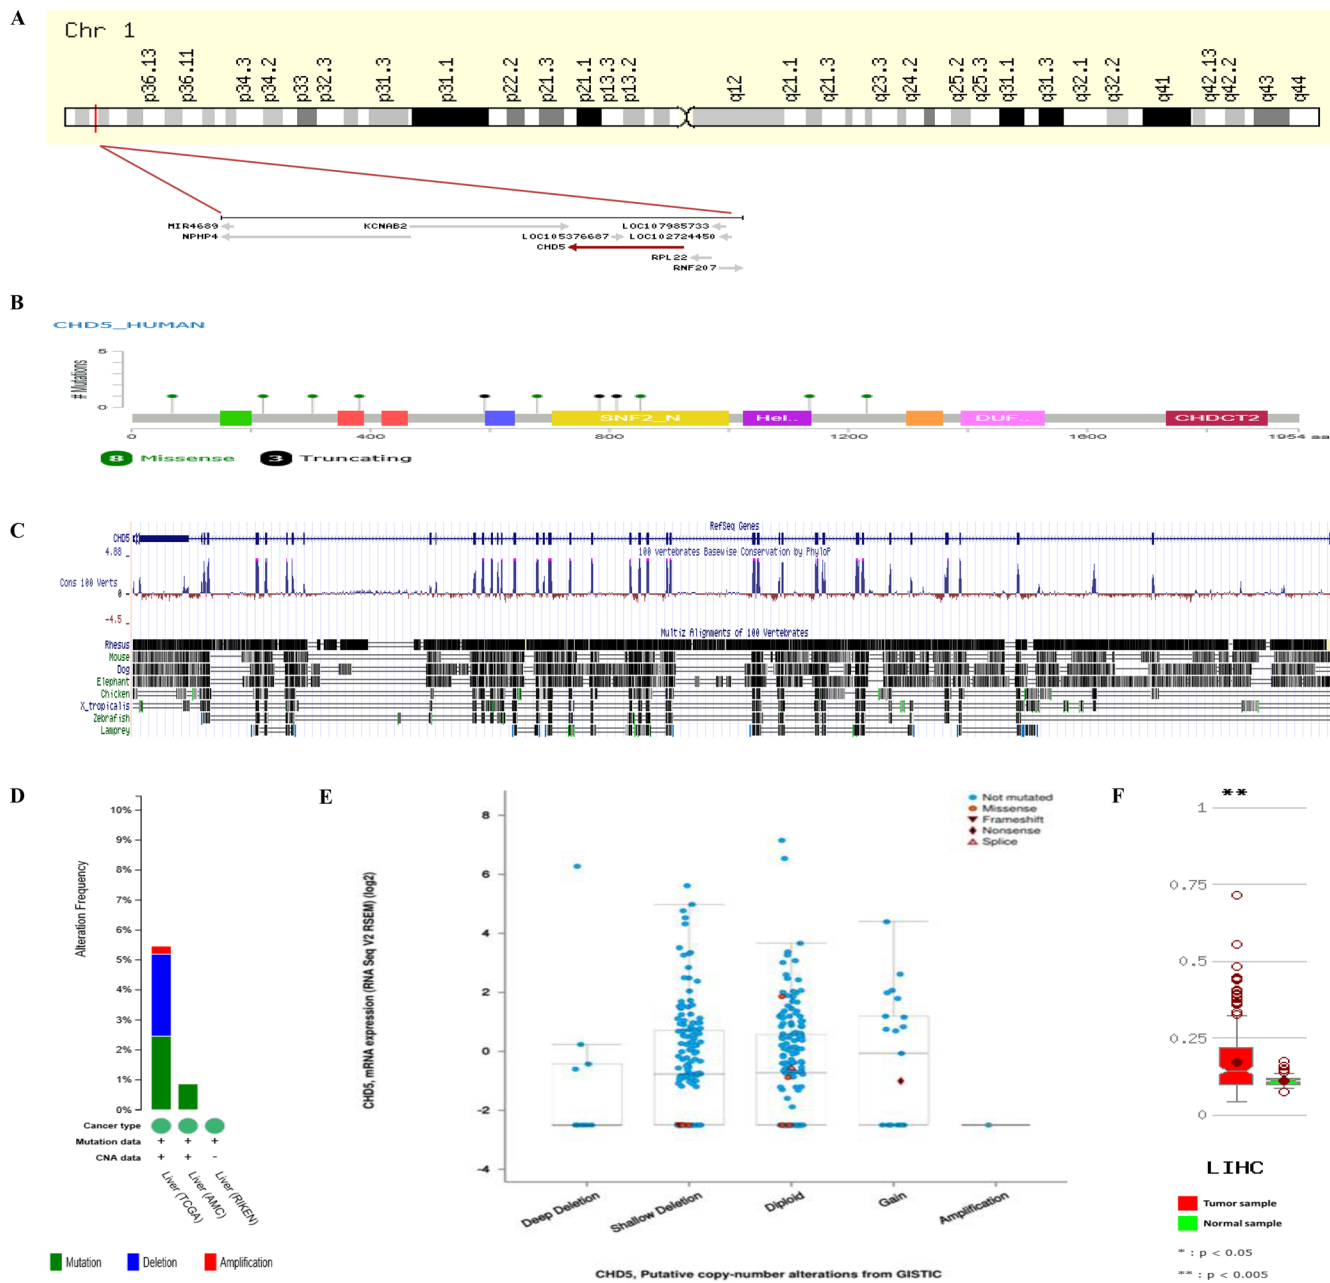 A
Chr 1
p36.13 p36.11 p34.3 p34.2 p33 p32.3 p31.3 p31.1 p22.2 p21.3 p21.1 p13.3 p13.2 q12 q21.1 q21.3 q23.3 q24.2 q25.2 q25.3 q31.1 q31.3 q32.1 q32.2 q41 q42.13 q42.2 q43 q44
MIR4689 KCNAB2 LOC107985733
NPHP4 LOC105376687 LOC102724450
CHD5
RPL22
RNF207
B
CHD5_HUMAN
# Mutations
5
0
SNF2_N Hel.. DUF.. CHDCT2
0 400 800 1200 1600 1954 aa
8 Missense 3 Truncating
C
RefSeq Genes
CHD5
4.88 _ 100 vertebrates Basewise Conservation by PhyloP
Cons 100 Verts
0 -
-4.5 _
Multiz Alignments of 100 Vertebrates
Rhesus
Mouse
Dog
Elephant
Chicken
X_tropicalis
Zebrafish
Lamprey
D
Alteration Frequency
10%
9%
8%
7%
6%
5%
4%
3%
2%
1%
0%
Cancer type
Mutation data + + +
CNA data + + -
Liver (TCGA) Liver (AMC) Liver (RIKEN)
Mutation Deletion Amplification
E
CHD5, mRNA expression (RNA Seq V2 RSEM) (log2)
8
6
4
2
0
-2
-4
Not mutated
Missense
Frameshift
Nonsense
Splice
Deep Deletion Shallow Deletion Diploid Gain Amplification
CHD5, Putative copy-number alterations from GISTIC
F
**
1
0.75
0.5
0.25
0
LIHC
Tumor sample
Normal sample
* : p < 0.05
** : p < 0.005